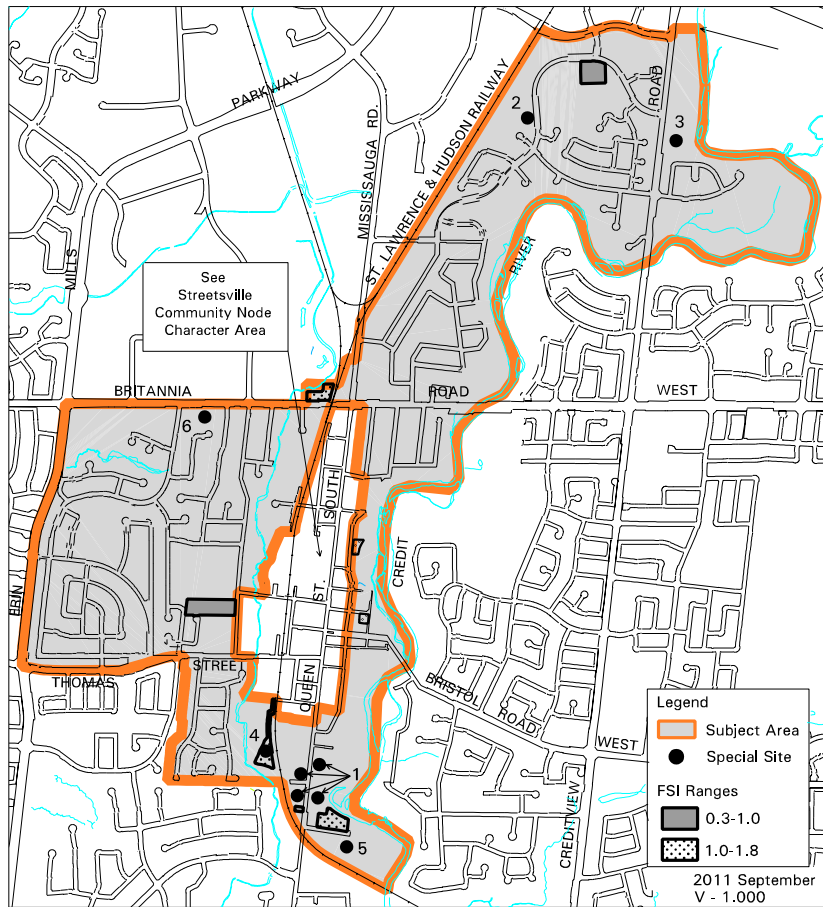 PARKWAY
MISSISSAUGA RD.
ST. LAWRENCE & HUDSON RAILWAY
2
ROAD
3
MILLS
RIVER
See
Streetsville
Community Node
Character Area
BRITANNIA
ROAD
WEST
6
SOUTH
CREDIT
ERIN
ST.
STREET
THOMAS
QUEEN
BRISTOL
ROAD
WEST
4
1
5
CREDITVIEW
Legend
Subject Area
Special Site
FSI Ranges
0.3-1.0
1.0-1.8
2011 September
V - 1.000